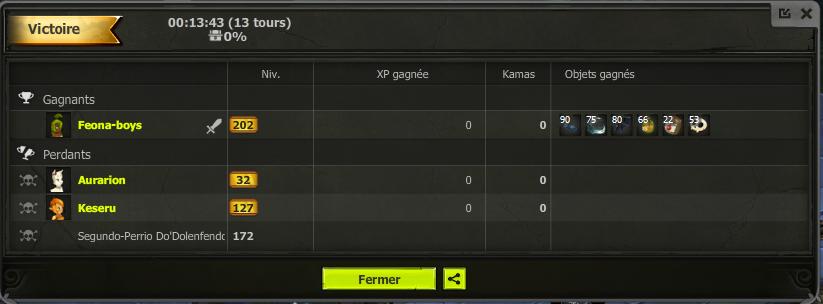 Victoire
00:13:43 (13 tours)
0%
Niv. XP gagnée Kamas Objets gagnés
Gagnants
Feona-boys 202 0 0 90 75 80 66 22 53
Perdants
Aurarion 32 0 0
Keseru 127 0 0
Segundo-Perrio Do'Dolenfendo 172
Fermer